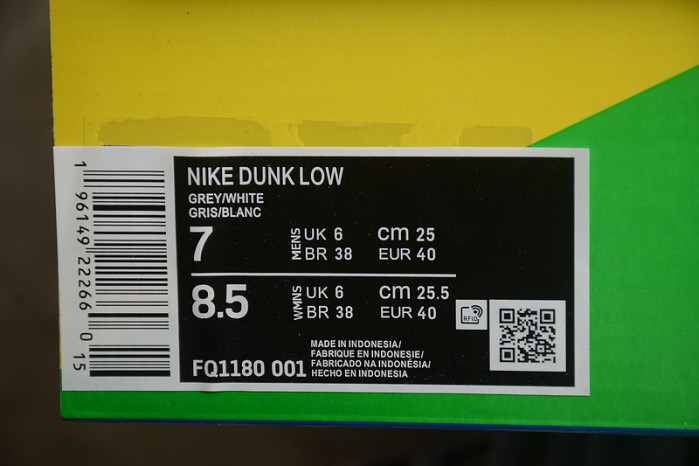 NIKE DUNK LOW
GREY/WHITE
GRIS/BLANC
7 MENS UK 6 cm 25
BR 38 EUR 40
8.5 WMNS UK 6 cm 25.5
BR 38 EUR 40
RFID
FQ1180 001
MADE IN INDONESIA/
FABRIQUE EN INDONESIE/
FABRICADO NA INDONÉSIA/
HECHO EN INDONESIA
1 96149 22266 0 15